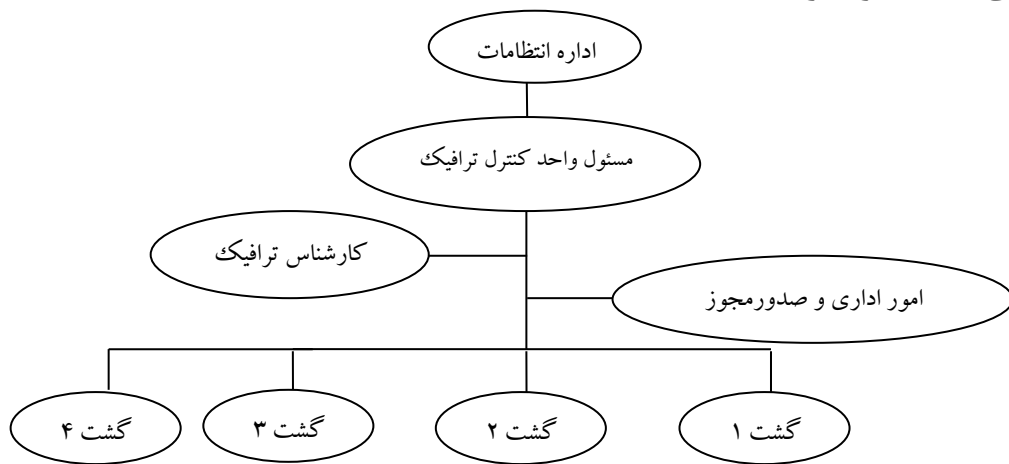 اداره انتظامات
مسئول واحد کنترل ترافیک
کارشناس ترافیک
امور اداری و صدورمجوز
گشت ۱
گشت ۲
گشت ۳
گشت ۴